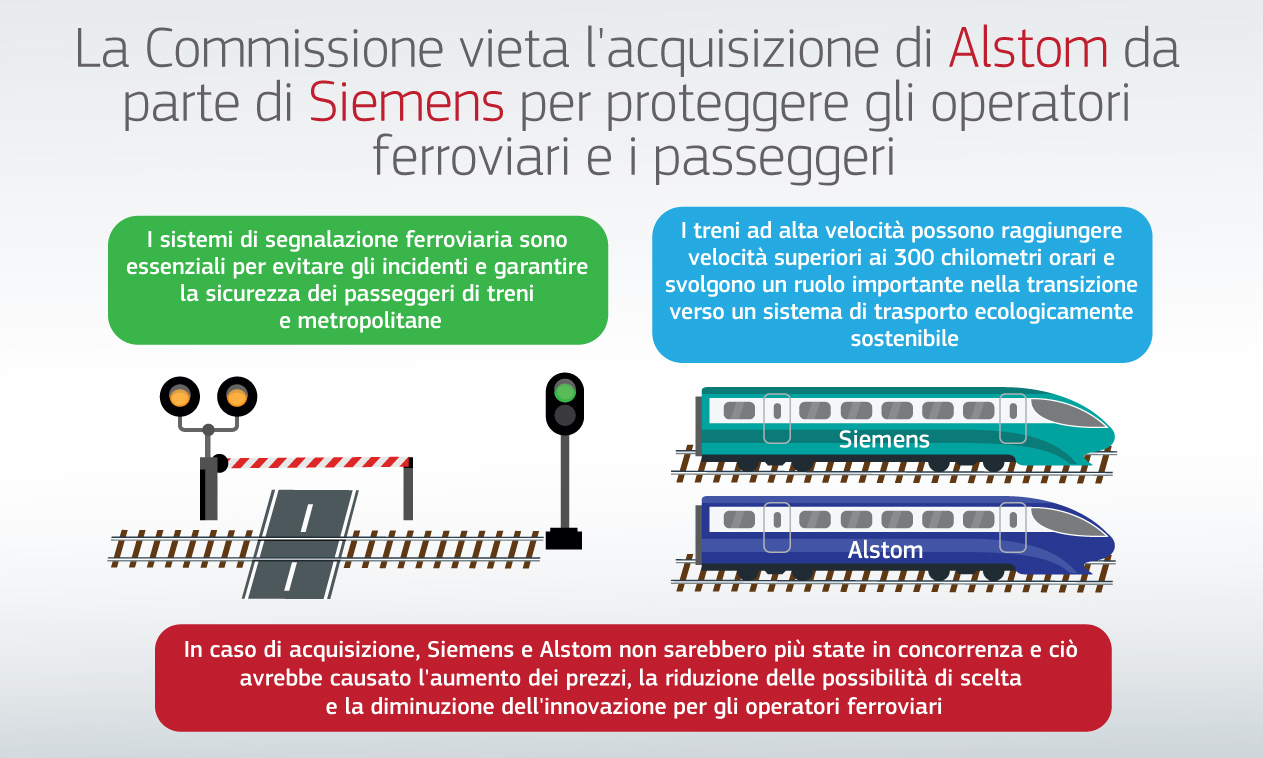 La Commissione vieta l'acquisizione di Alstom da
parte di Siemens per proteggere gli operatori
ferroviari e i passeggeri
I sistemi di segnalazione ferroviaria sono
essenziali per evitare gli incidenti e garantire
la sicurezza dei passeggeri di treni
e metropolitane
I treni ad alta velocità possono raggiungere
velocità superiori ai 300 chilometri orari e
svolgono un ruolo importante nella transizione
verso un sistema di trasporto ecologicamente
sostenibile
Siemens
Alstom
In caso di acquisizione, Siemens e Alstom non sarebbero più state in concorrenza e ciò
avrebbe causato l'aumento dei prezzi, la riduzione delle possibilità di scelta
e la diminuzione dell'innovazione per gli operatori ferroviari